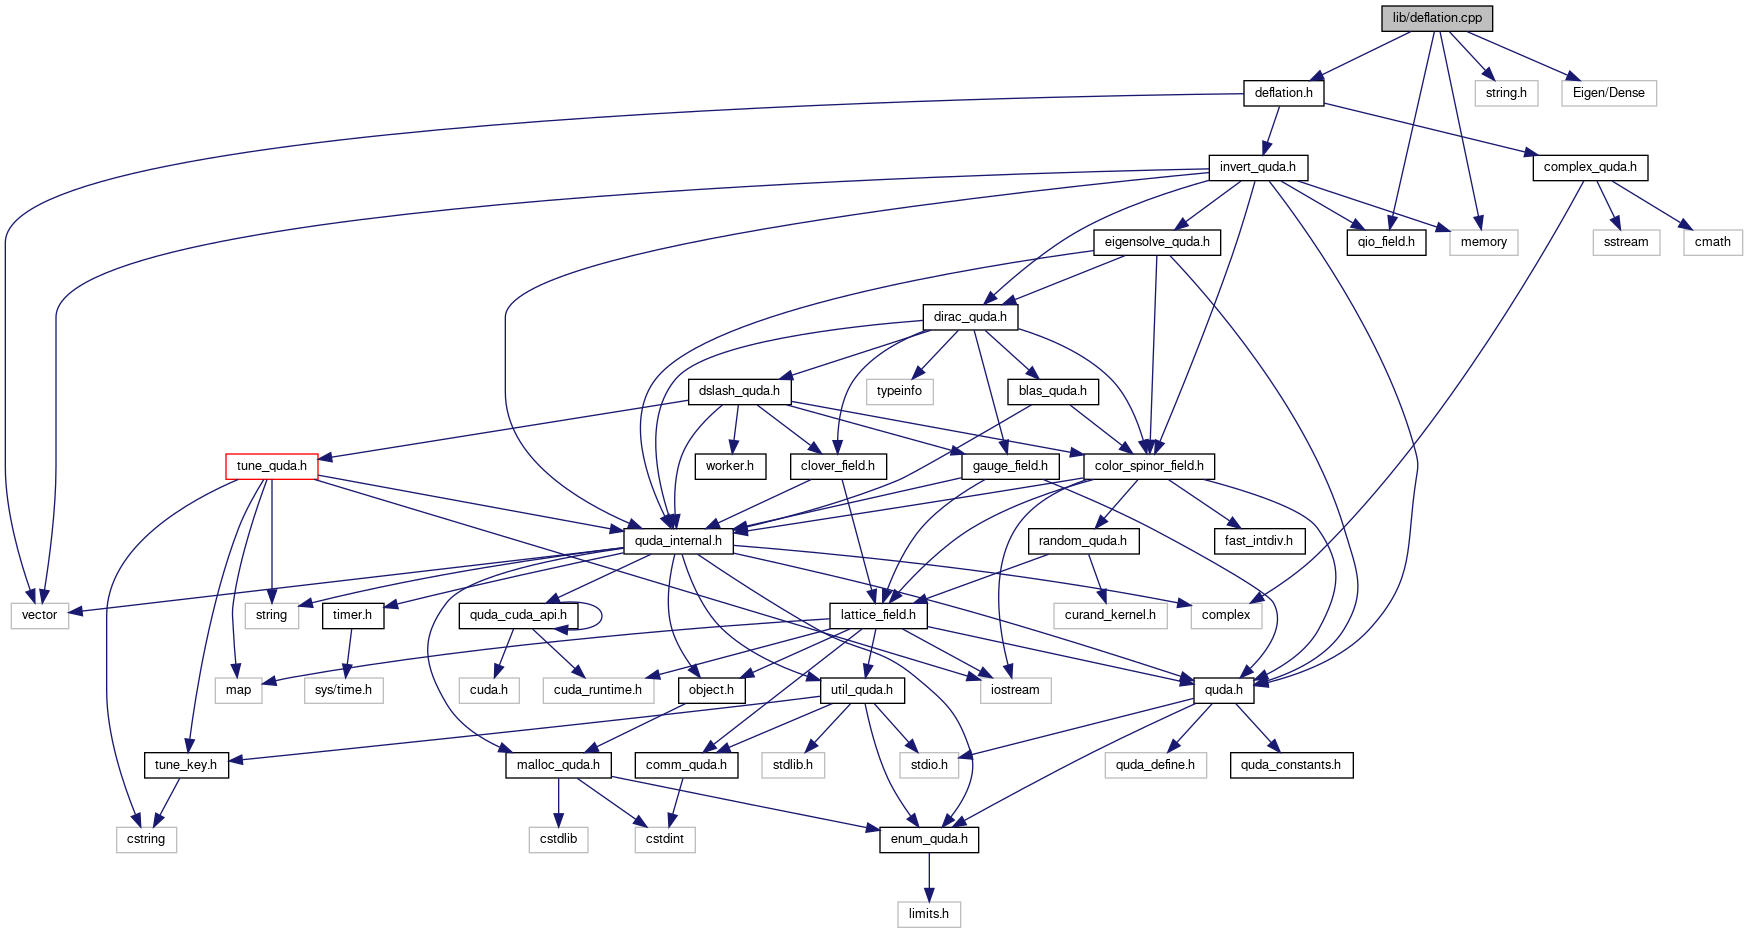 lib/deflation.cpp
deflation.h
string.h
Eigen/Dense
invert_quda.h
complex_quda.h
eigensolve_quda.h
qio_field.h
memory
sstream
cmath
dirac_quda.h
dslash_quda.h
typeinfo
blas_quda.h
tune_quda.h
worker.h
clover_field.h
gauge_field.h
color_spinor_field.h
quda_internal.h
random_quda.h
fast_intdiv.h
vector
string
timer.h
quda_cuda_api.h
lattice_field.h
curand_kernel.h
complex
map
sys/time.h
cuda.h
cuda_runtime.h
object.h
util_quda.h
iostream
quda.h
tune_key.h
malloc_quda.h
comm_quda.h
stdlib.h
stdio.h
quda_define.h
quda_constants.h
cstring
cstdlib
cstdint
enum_quda.h
limits.h